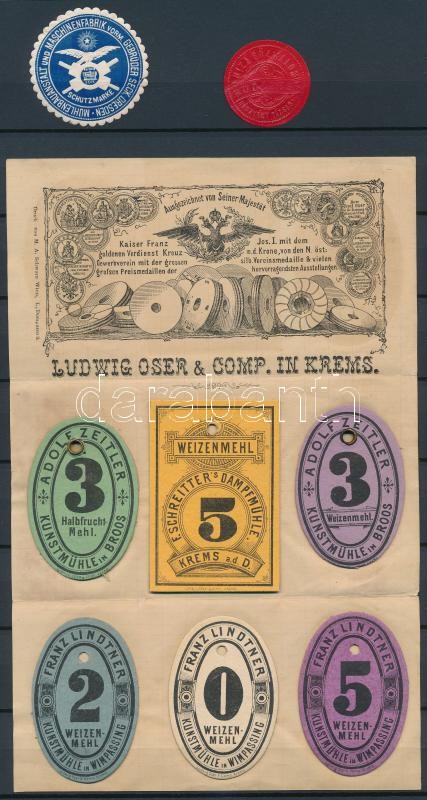 MÜHLENBAUANSTALT UND MASCHINENFABRIK VORM. GEBRÜDER SECK DRESDEN
SCHUTZMARKE
Ausgezeichnet von Seiner Majestät
Kaiser Franz Jos. I. mit dem
goldenen Verdienst Kreuz m.d. Krone, von den N. öst:
Gewerbverein mit der grossen silb. Vereinsmedaille & vielen
grofsen Preismedaillen der hervorragendsten Ausstellungen
LUDWIG OSER & COMP. IN KREMS.
darabanth
ADOLF ZEITLER
3
Halbfrucht-
Mehl.
KUNSTMÜHLE IN BROOS
WEIZENMEHL
F. SCHREITTER'S DAMPFMÜHLE.
5
KREMS a.d D.
ADOLF ZEITLER
3
Weizenmehl.
KUNSTMÜHLE IN BROOS
FRANZ LINDTNER
2
WEIZEN-
MEHL
KUNSTMÜHLE IN WIMPASSING
FRANZ LINDTNER
0
WEIZEN-
MEHL
KUNSTMÜHLE IN WIMPASSING
FRANZ LINDTNER
5
WEIZEN-
MEHL
KUNSTMÜHLE IN WIMPASSING